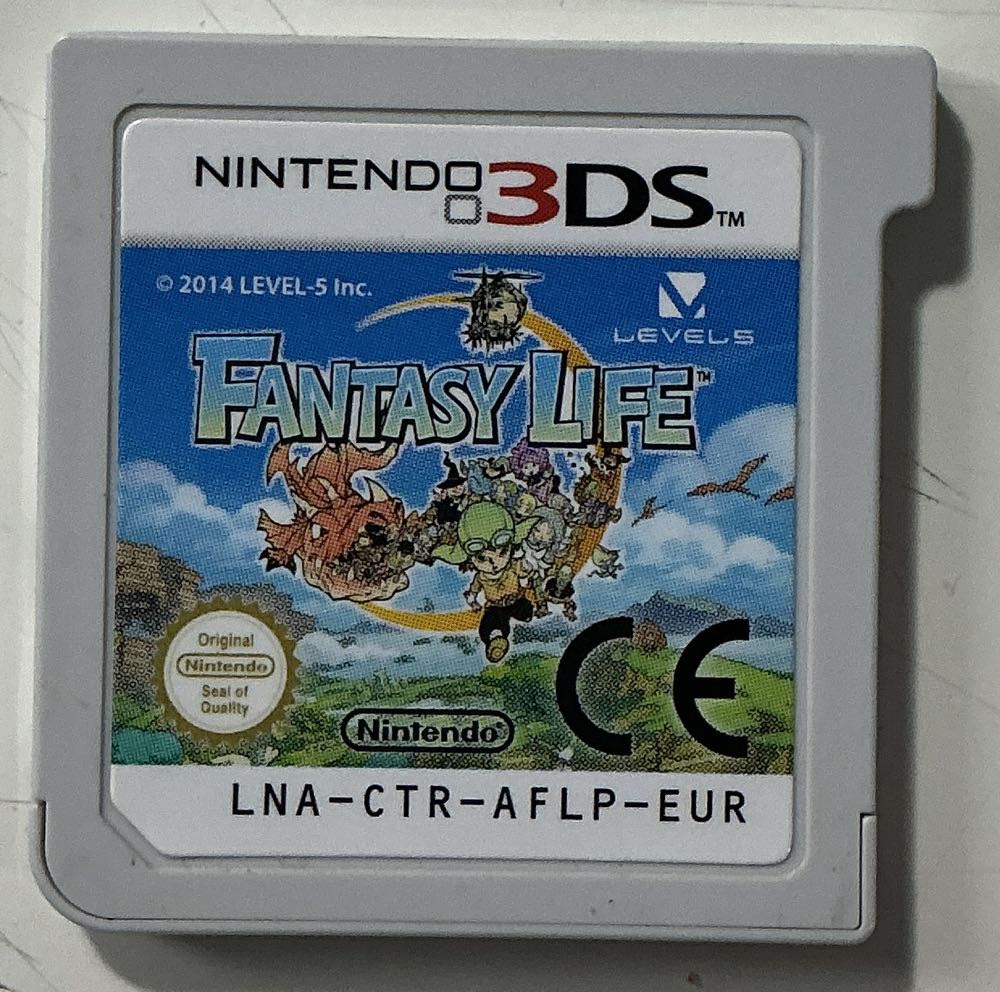 NINTENDO 3DS™
© 2014 LEVEL-5 Inc.
LEVEL5
FANTASY LIFE™
Original
Nintendo
Seal of
Quality
Nintendo®
CE
LNA-CTR-AFLP-EUR